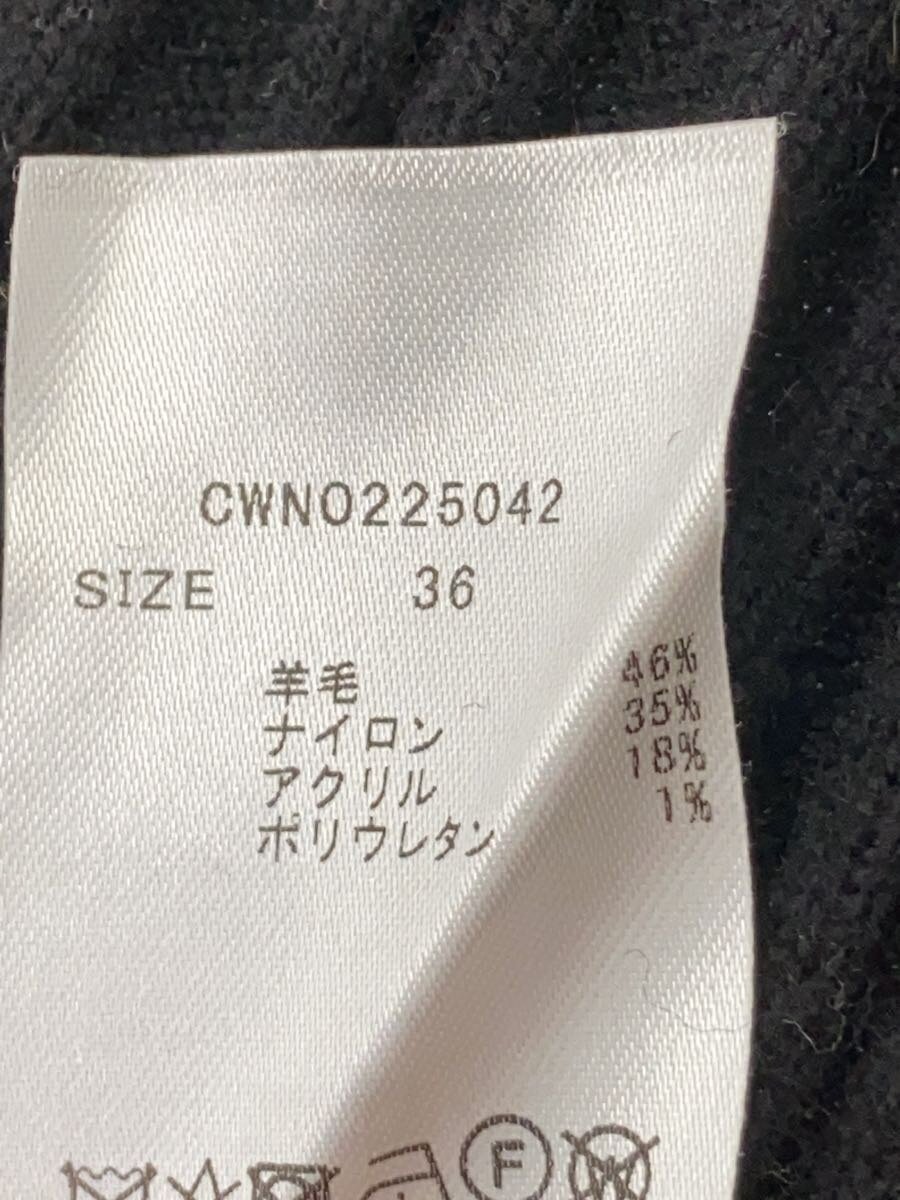 CWNO225042
SIZE 36
羊毛 46%
ナイロン 35%
アクリル 18%
ポリウレタン 1%
F
W